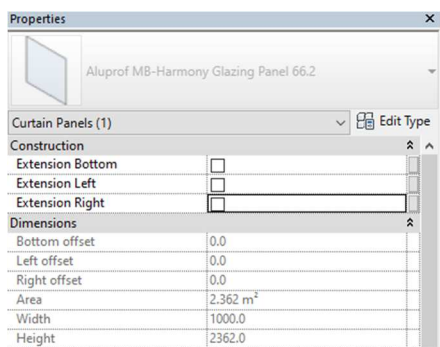 Properties
Aluprof MB-Harmony Glazing Panel 66.2
Curtain Panels (1) Edit Type
Construction
Extension Bottom
Extension Left
Extension Right
Dimensions
Bottom offset 0.0
Left offset 0.0
Right offset 0.0
Area 2.362 m²
Width 1000.0
Height 2362.0